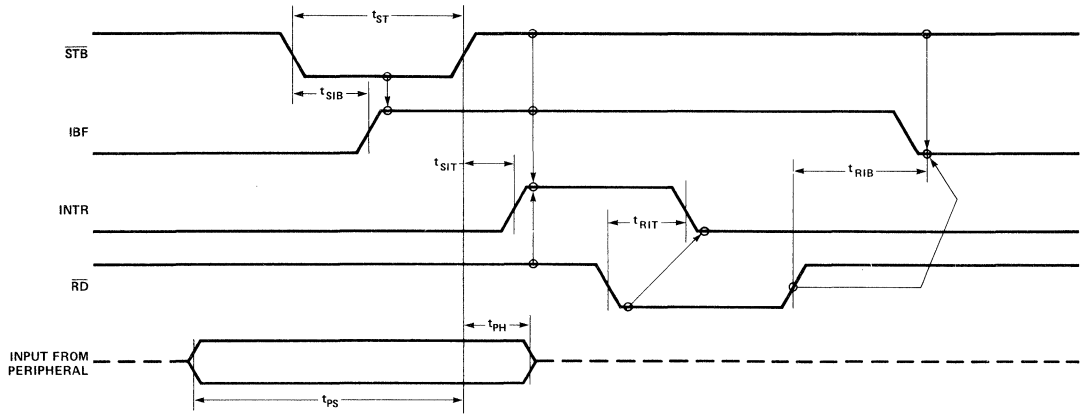 tST
STB
tSIB
IBF
tSIT
tRIB
INTR
tRIT
RD
tPH
INPUT FROM
PERIPHERAL
tPS